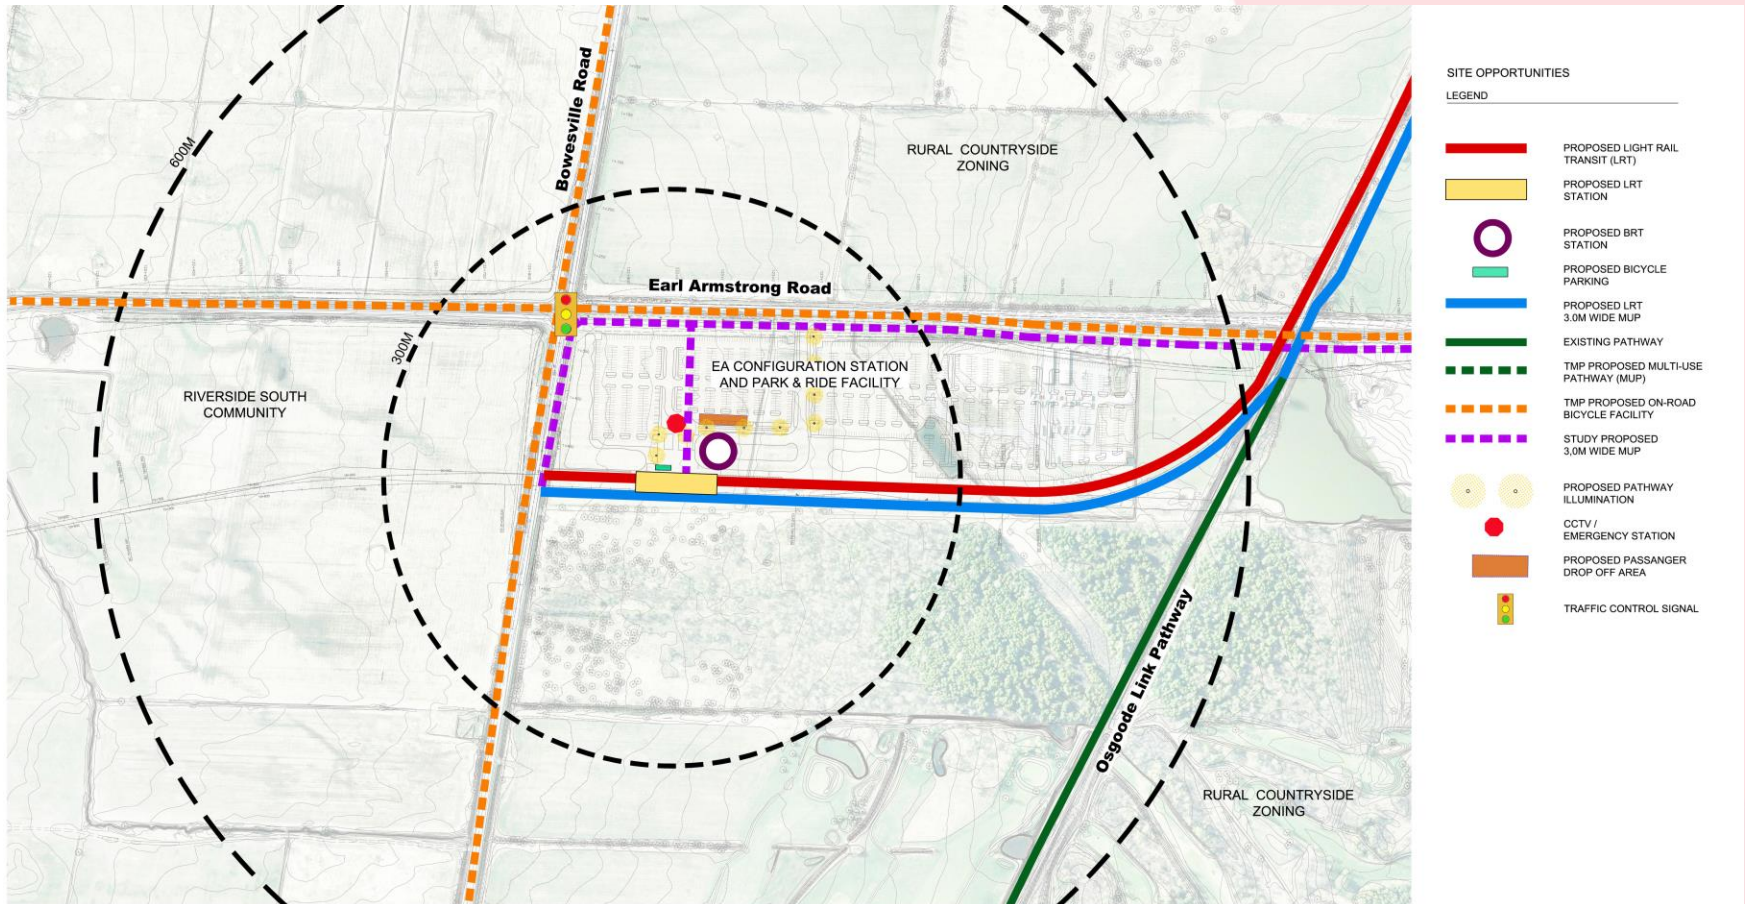 Bowesville Road
600M
RURAL COUNTRYSIDE
ZONING
Earl Armstrong Road
300M
EA CONFIGURATION STATION
AND PARK & RIDE FACILITY
RIVERSIDE SOUTH
COMMUNITY
Osgoode Link Pathway
RURAL COUNTRYSIDE
ZONING
SITE OPPORTUNITIES
LEGEND
PROPOSED LIGHT RAIL
TRANSIT (LRT)
PROPOSED LRT
STATION
PROPOSED BRT
STATION
PROPOSED BICYCLE
PARKING
PROPOSED LRT
3.0M WIDE MUP
EXISTING PATHWAY
TMP PROPOSED MULTI-USE
PATHWAY (MUP)
TMP PROPOSED ON-ROAD
BICYCLE FACILITY
STUDY PROPOSED
3,0M WIDE MUP
PROPOSED PATHWAY
ILLUMINATION
CCTV /
EMERGENCY STATION
PROPOSED PASSANGER
DROP OFF AREA
TRAFFIC CONTROL SIGNAL